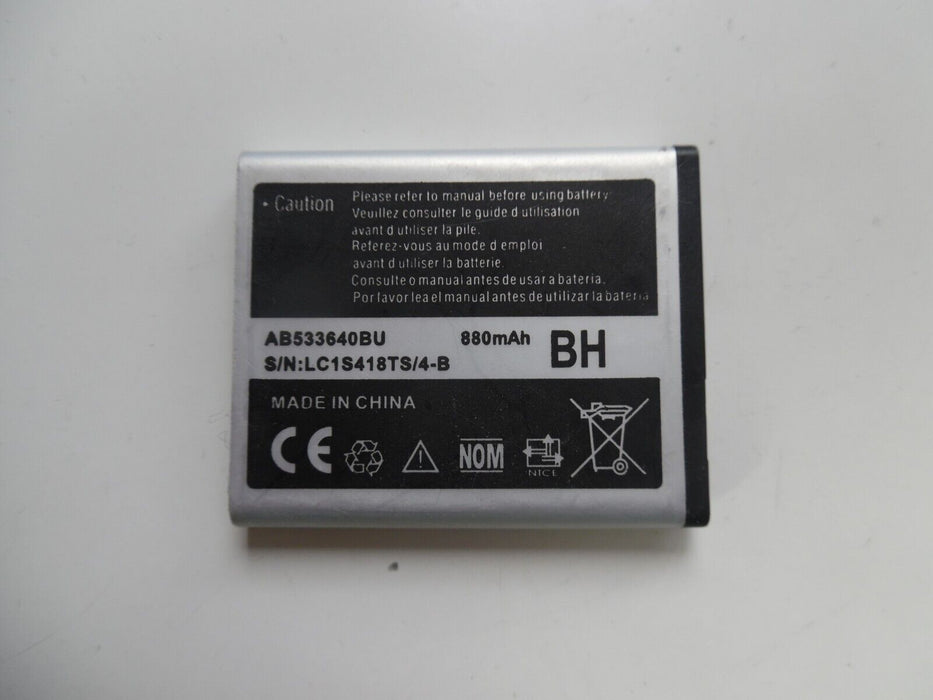 Caution
Please refer to manual before using battery
Veuillez consulter le guide d utilisation
avant d utiliser la pile.
Referez-vous au mode d emploi
avant d utiliser la batterie.
Consulte o manual antes de usar a bateria.
Por favor lea el manual antes de utilizar la bateria
AB533640BU 880mAh BH
S/N:LC1S418TS/4-B
MADE IN CHINA
CE NOM NICE